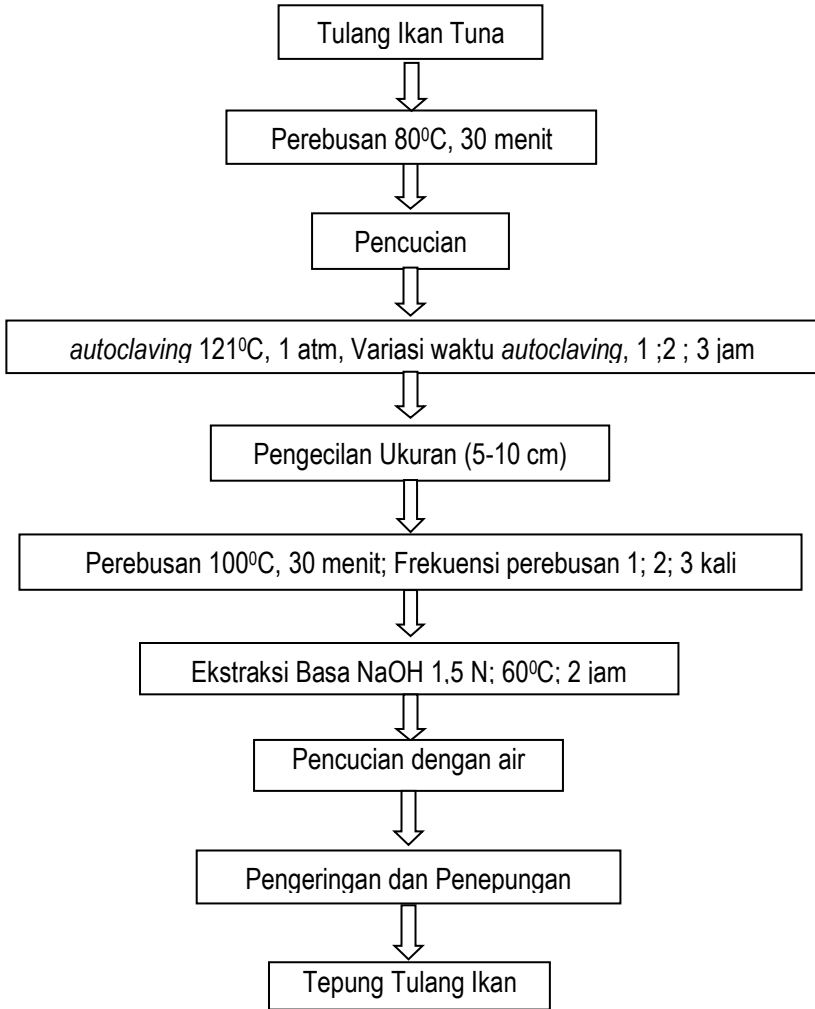 Tulang Ikan Tuna
Perebusan 80⁰C, 30 menit
Pencucian
autoclaving 121⁰C, 1 atm, Variasi waktu autoclaving, 1 ;2 ; 3 jam
Pengecilan Ukuran (5-10 cm)
Perebusan 100⁰C, 30 menit; Frekuensi perebusan 1; 2; 3 kali
Ekstraksi Basa NaOH 1,5 N; 60⁰C; 2 jam
Pencucian dengan air
Pengeringan dan Penepungan
Tepung Tulang Ikan